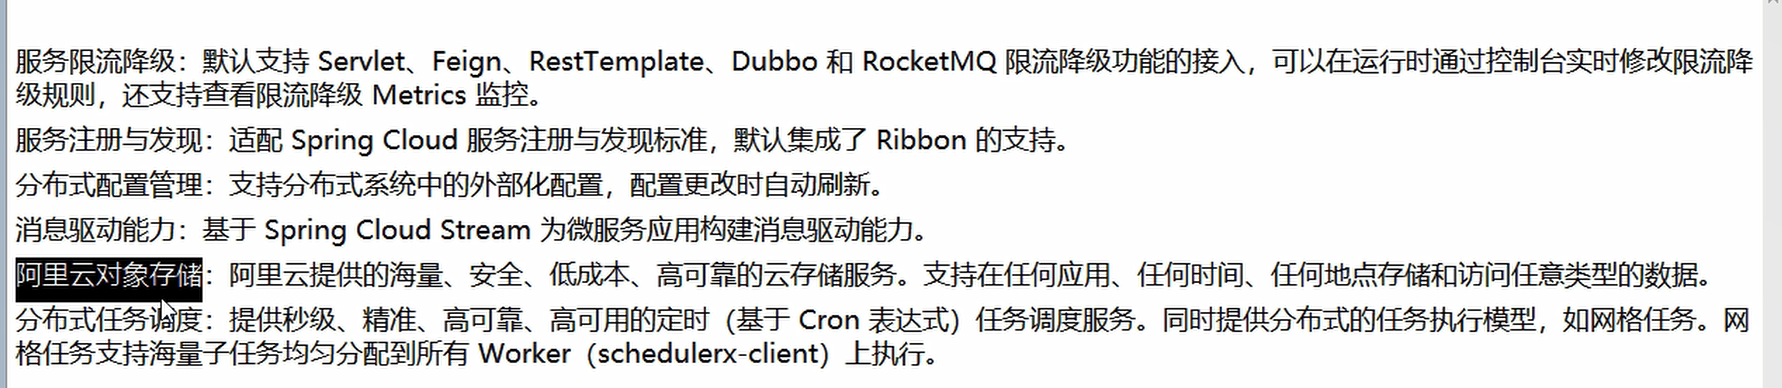 服务限流降级：默认支持 Servlet、Feign、RestTemplate、Dubbo 和 RocketMQ 限流降级功能的接入，可以在运行时通过控制台实时修改限流降
级规则，还支持查看限流降级 Metrics 监控。
服务注册与发现：适配 Spring Cloud 服务注册与发现标准，默认集成了 Ribbon 的支持。
分布式配置管理：支持分布式系统中的外部化配置，配置更改时自动刷新。
消息驱动能力：基于 Spring Cloud Stream 为微服务应用构建消息驱动能力。
阿里云对象存储：阿里云提供的海量、安全、低成本、高可靠的云存储服务。支持在任何应用、任何时间、任何地点存储和访问任意类型的数据。
分布式任务调度：提供秒级、精准、高可靠、高可用的定时（基于 Cron 表达式）任务调度服务。同时提供分布式的任务执行模型，如网格任务。网
格任务支持海量子任务均匀分配到所有 Worker（schedulerx-client）上执行。